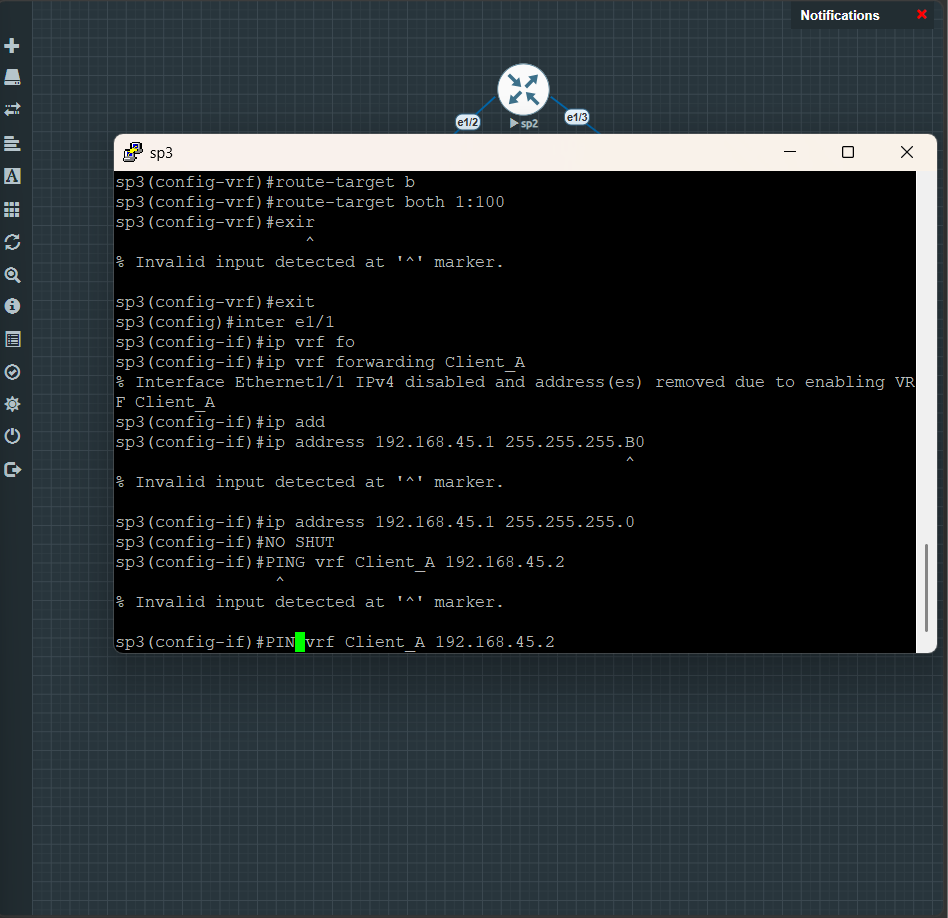 Notifications
e1/2
e1/3
sp2
sp3
sp3(config-vrf)#route-target b
sp3(config-vrf)#route-target both 1:100
sp3(config-vrf)#exir
^
% Invalid input detected at '^' marker.
sp3(config-vrf)#exit
sp3(config)#inter e1/1
sp3(config-if)#ip vrf fo
sp3(config-if)#ip vrf forwarding Client_A
% Interface Ethernet1/1 IPv4 disabled and address(es) removed due to enabling VR
F Client_A
sp3(config-if)#ip add
sp3(config-if)#ip address 192.168.45.1 255.255.255.B0
^
% Invalid input detected at '^' marker.
sp3(config-if)#ip address 192.168.45.1 255.255.255.0
sp3(config-if)#NO SHUT
sp3(config-if)#PING vrf Client_A 192.168.45.2
^
% Invalid input detected at '^' marker.
sp3(config-if)#PIN vrf Client_A 192.168.45.2